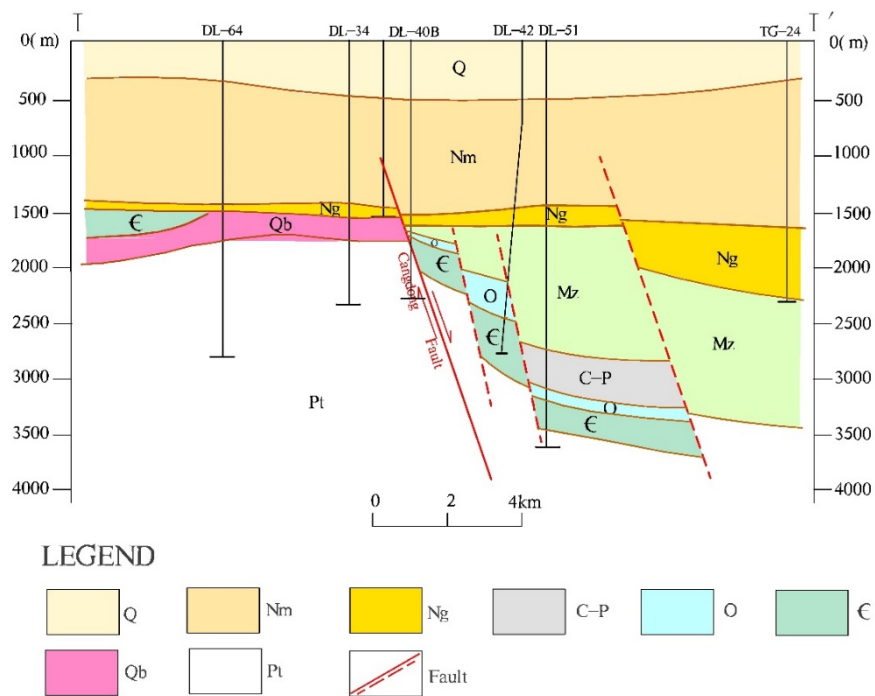 T T′
DL–64 DL–34 DL–40B DL–42 DL–51 TG–24
0( m) 0( m)
Q
500 500
1000 Nm 1000
1500 Ng Ng 1500
Є Qb
O
2000 Є Ng 2000
Cangdong O Mz
2500 2500
Fault Є Mz
3000 Pt C–P 3000
O
3500 Є 3500
4000 4000
0 2 4km
LEGEND
Q Nm Ng C–P O Є
Qb Pt Fault